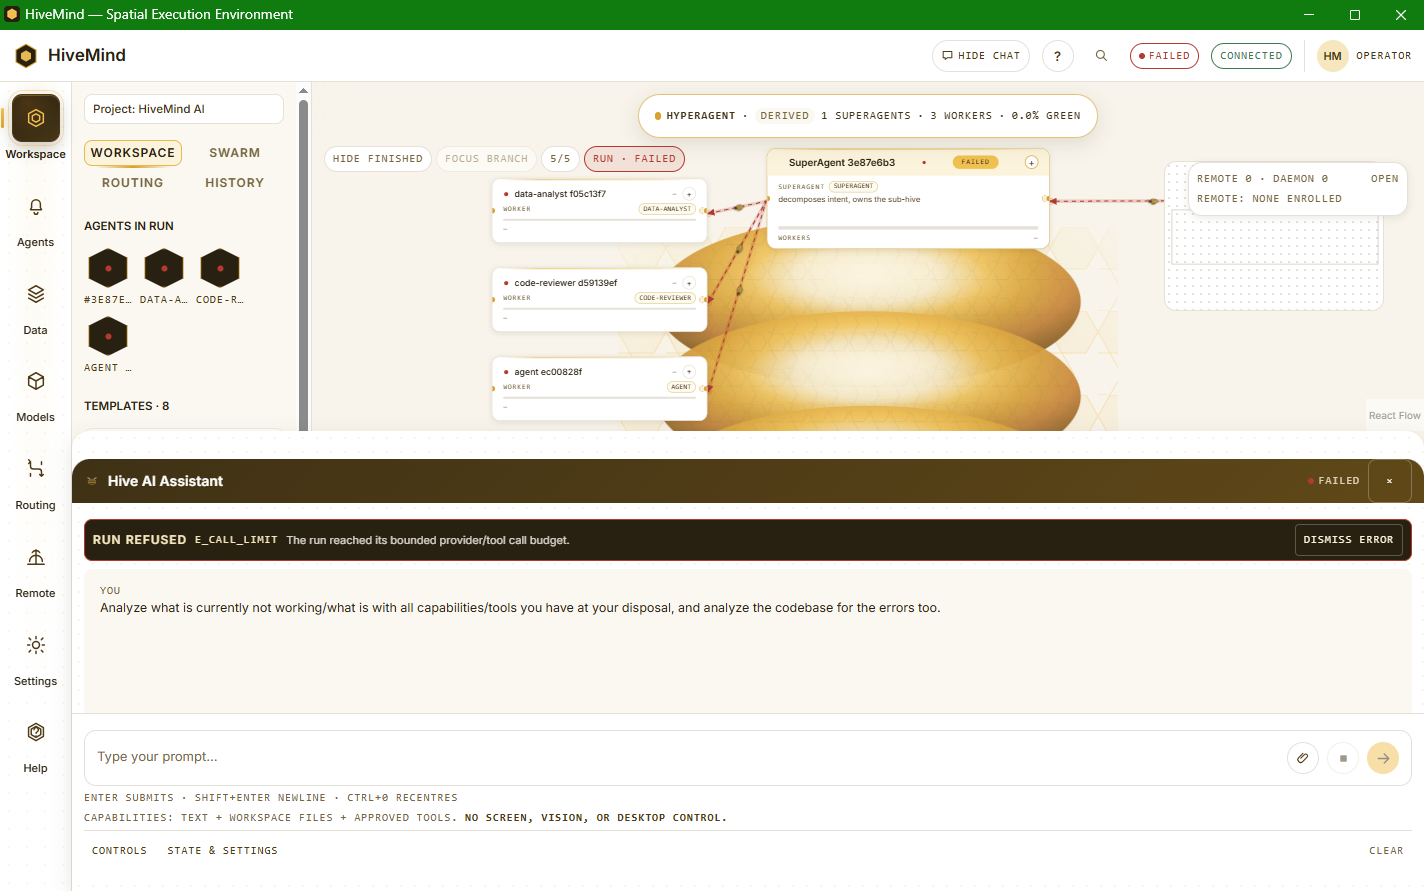 HiveMind — Spatial Execution Environment
HiveMind
HIDE CHAT
?
FAILED
CONNECTED
HM
OPERATOR
Workspace
Agents
Data
Models
Routing
Remote
Settings
Help
Project: HiveMind AI
WORKSPACE
SWARM
ROUTING
HISTORY
AGENTS IN RUN
#3E87E…
DATA-A…
CODE-R…
AGENT …
TEMPLATES · 8
HYPERAGENT · DERIVED 1 SUPERAGENTS · 3 WORKERS · 0.0% GREEN
HIDE FINISHED
FOCUS BRANCH
5/5
RUN · FAILED
data-analyst f05c13f7
WORKER
DATA-ANALYST
code-reviewer d59139ef
WORKER
CODE-REVIEWER
agent ec00828f
WORKER
AGENT
SuperAgent 3e87e6b3
FAILED
SUPERAGENT
SUPERAGENT
decomposes intent, owns the sub-hive
WORKERS
REMOTE 0 · DAEMON 0
OPEN
REMOTE: NONE ENROLLED
React Flow
Hive AI Assistant
FAILED
RUN REFUSED E_CALL_LIMIT The run reached its bounded provider/tool call budget.
DISMISS ERROR
YOU
Analyze what is currently not working/what is with all capabilities/tools you have at your disposal, and analyze the codebase for the errors too.
Type your prompt...
ENTER SUBMITS · SHIFT+ENTER NEWLINE · CTRL+0 RECENTRES
CAPABILITIES: TEXT + WORKSPACE FILES + APPROVED TOOLS. NO SCREEN, VISION, OR DESKTOP CONTROL.
CONTROLS
STATE & SETTINGS
CLEAR